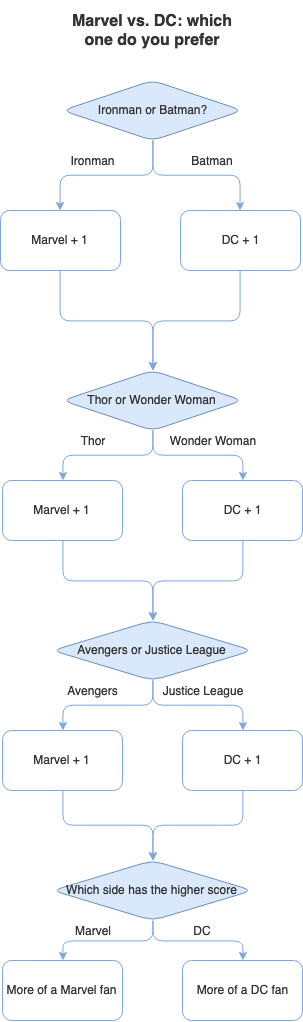 Marvel vs. DC: which
one do you prefer
Ironman or Batman?
Ironman
Batman
Marvel + 1
DC + 1
Thor or Wonder Woman
Thor
Wonder Woman
Marvel + 1
DC + 1
Avengers or Justice League
Avengers
Justice League
Marvel + 1
DC + 1
Which side has the higher score
Marvel
DC
More of a Marvel fan
More of a DC fan